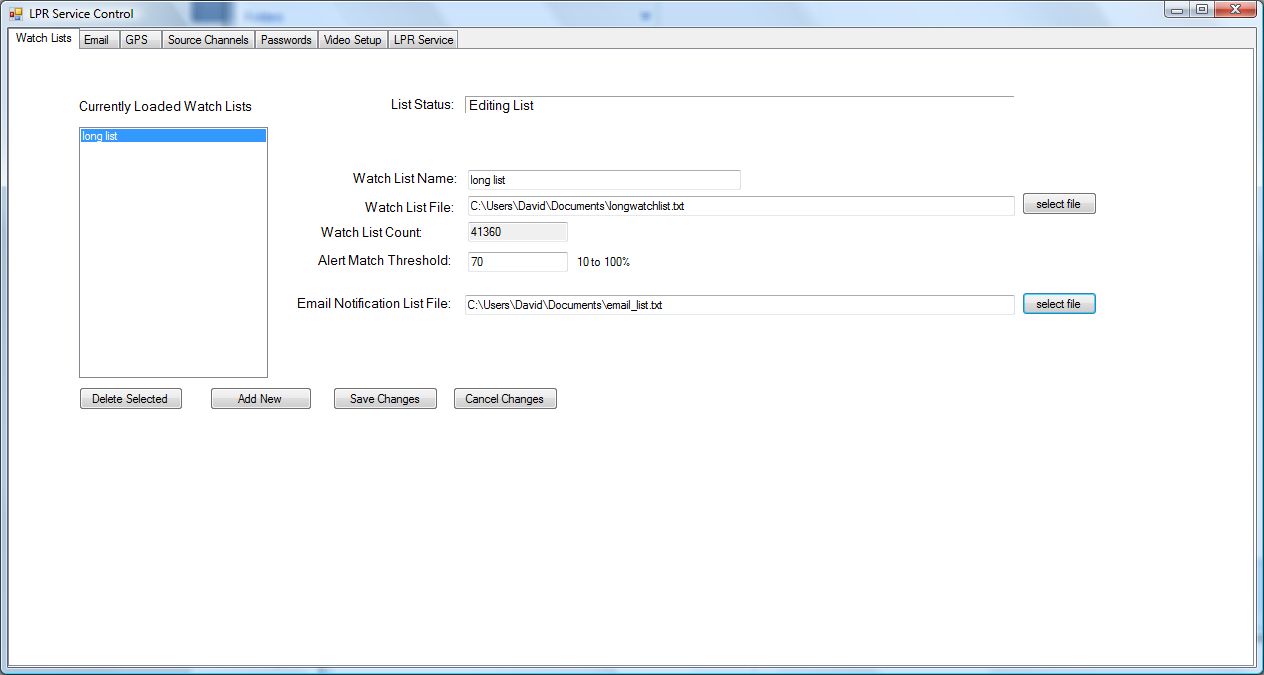 LPR Service Control
Watch Lists Email GPS Source Channels Passwords Video Setup LPR Service
Currently Loaded Watch Lists
long list
List Status: Editing List
Watch List Name: long list
Watch List File: C:\Users\David\Documents\longwatchlist.txt select file
Watch List Count: 41360
Alert Match Threshold: 70 10 to 100%
Email Notification List File: C:\Users\David\Documents\email_list.txt select file
Delete Selected Add New Save Changes Cancel Changes